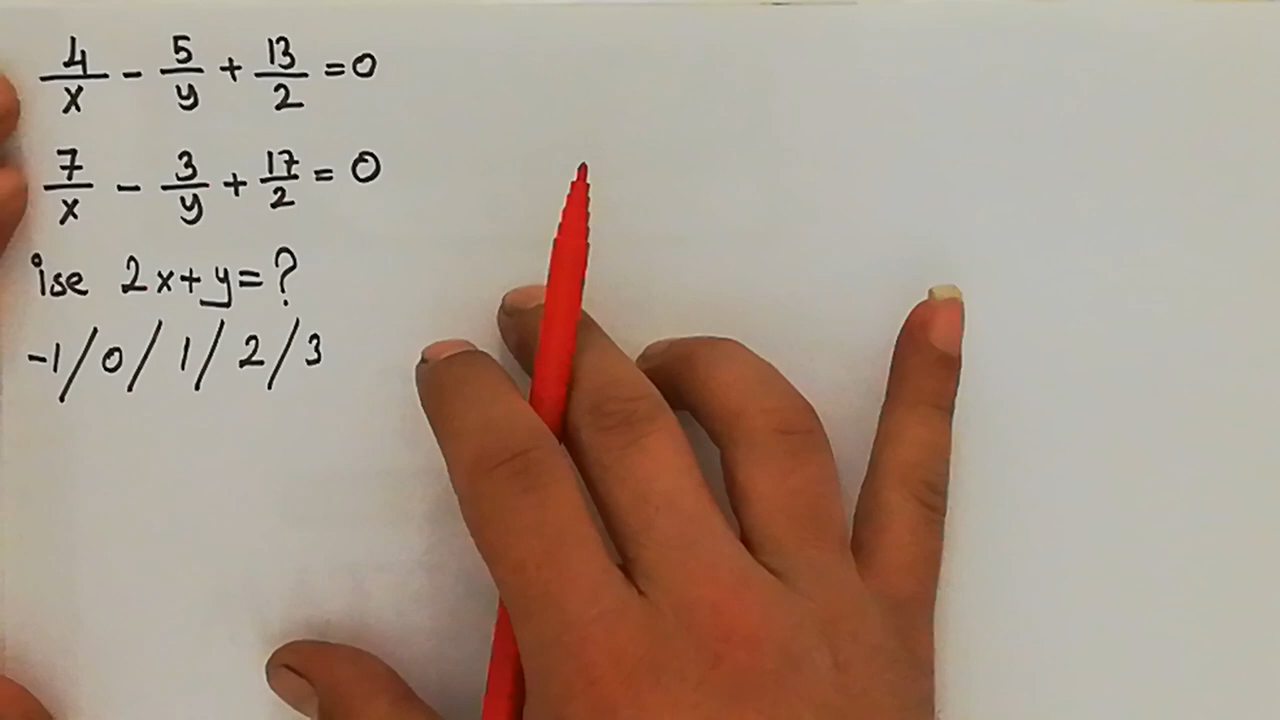 4/x - 5/y + 13/2 = 0
7/x - 3/y + 17/2 = 0
ise 2x+y=?
-1/0/1/2/3